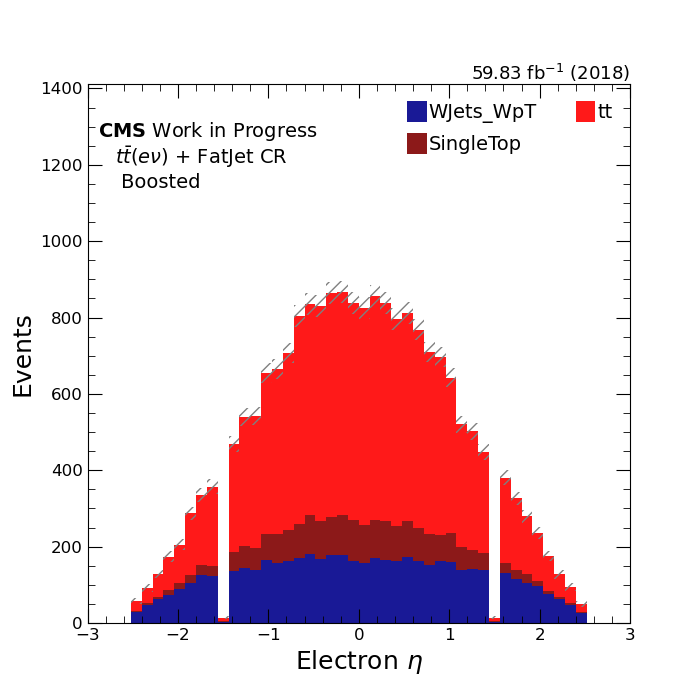 59.83 fb⁻¹ (2018)
1400
1200
1000
800
600
400
200
0
Events
CMS Work in Progress
tt̄(eν) + FatJet CR
Boosted
WJets_WpT
tt
SingleTop
−3 −2 −1 0 1 2 3
Electron η